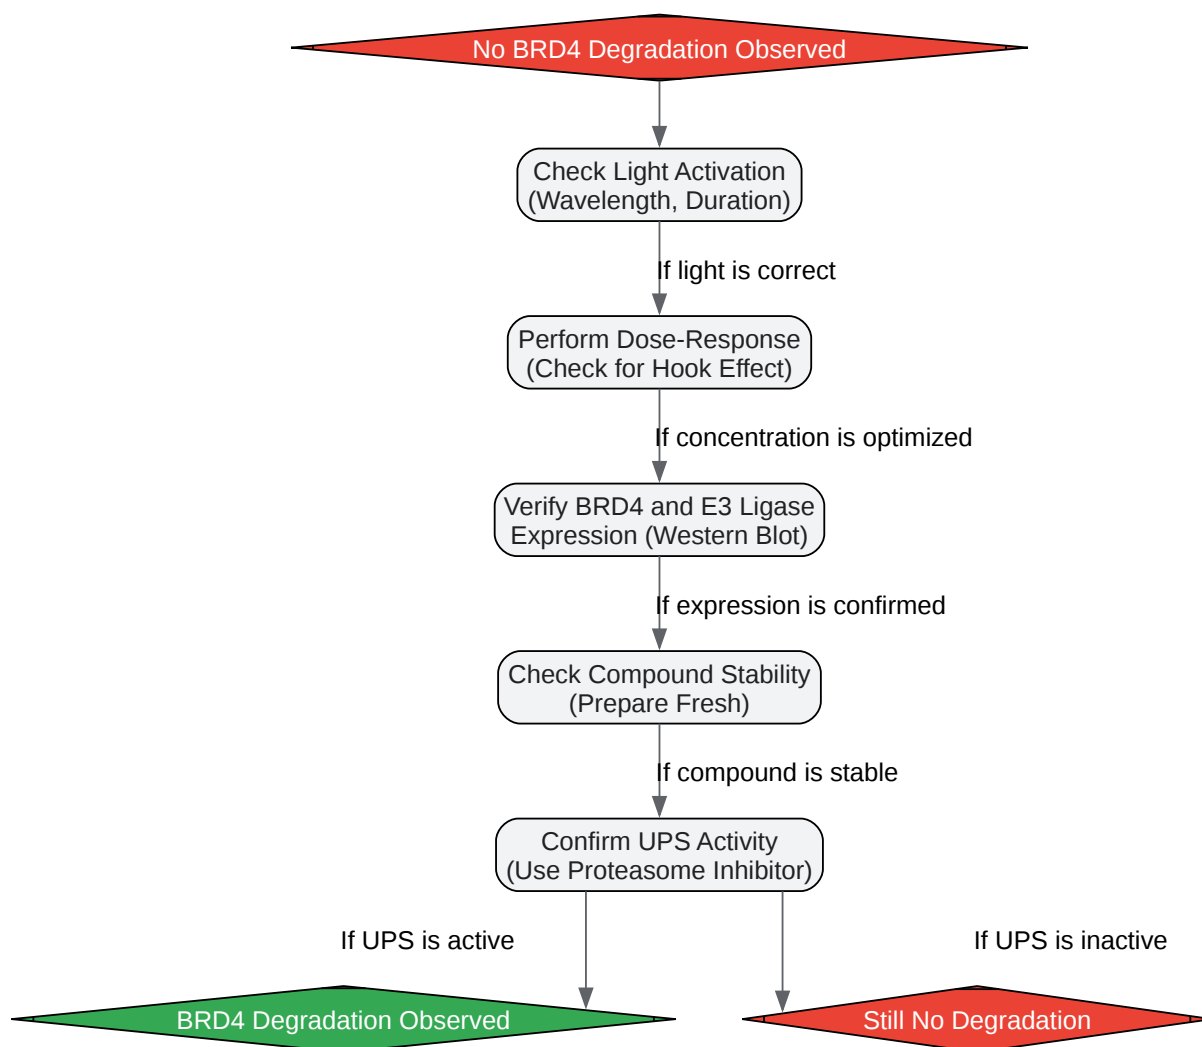 No BRD4 Degradation Observed
Check Light Activation
(Wavelength, Duration)
If light is correct
Perform Dose-Response
(Check for Hook Effect)
If concentration is optimized
Verify BRD4 and E3 Ligase
Expression (Western Blot)
If expression is confirmed
Check Compound Stability
(Prepare Fresh)
If compound is stable
Confirm UPS Activity
(Use Proteasome Inhibitor)
If UPS is active
If UPS is inactive
BRD4 Degradation Observed
Still No Degradation